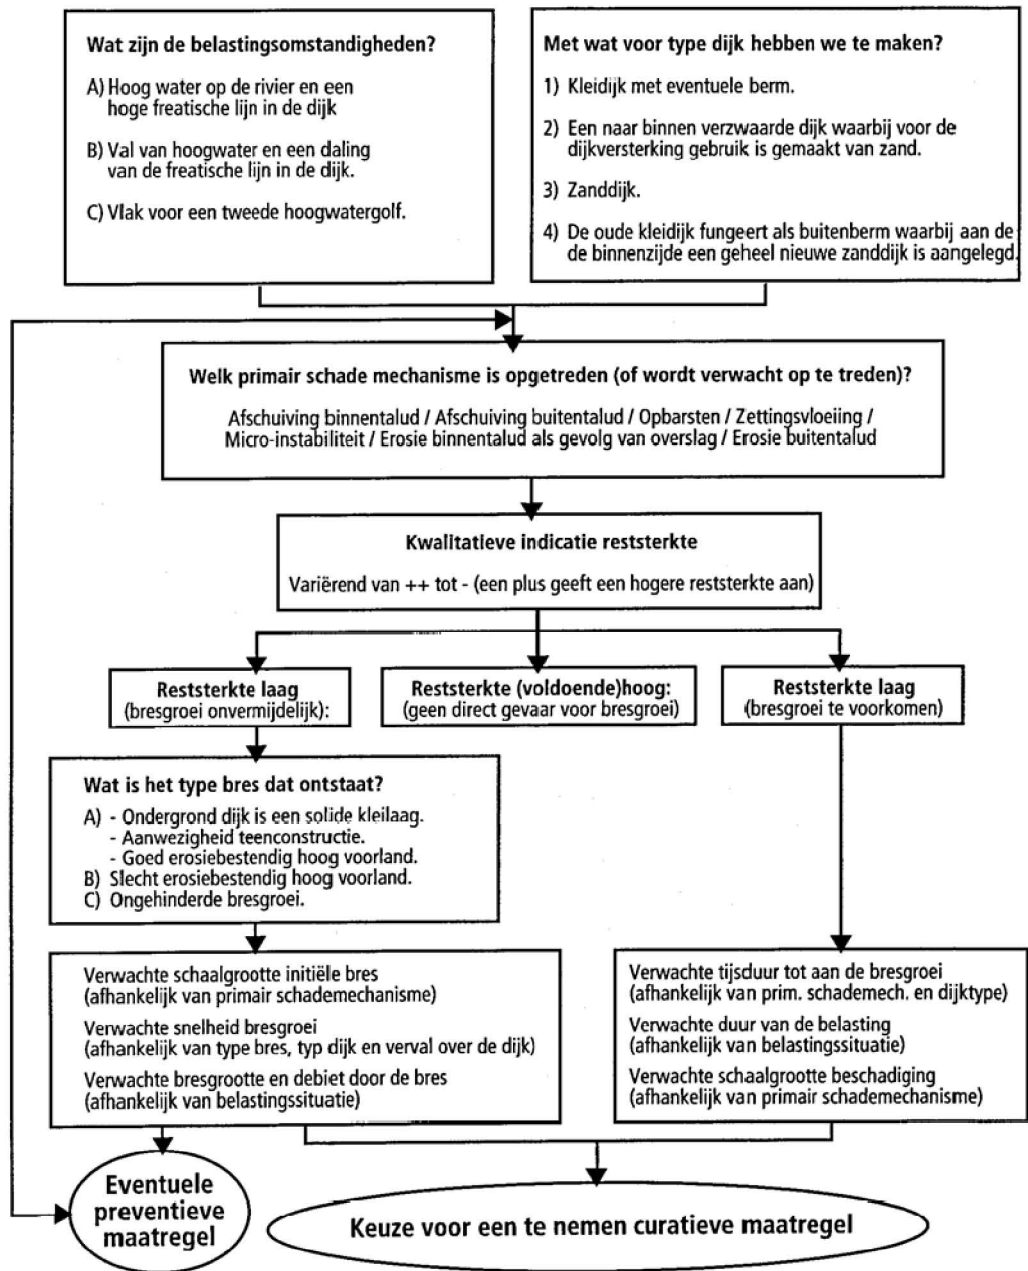 Wat zijn de belastingsomstandigheden?
A) Hoog water op de rivier en een
hoge freatische lijn in de dijk
B) Val van hoogwater en een daling
van de freatische lijn in de dijk.
C) Vlak voor een tweede hoogwatergolf.
Met wat voor type dijk hebben we te maken?
1) Kleidijk met eventuele berm.
2) Een naar binnen verzwaarde dijk waarbij voor de
dijkversterking gebruik is gemaakt van zand.
3) Zanddijk.
4) De oude kleidijk fungeert als buitenberm waarbij aan de
de binnenzijde een geheel nieuwe zanddijk is aangelegd.
Welk primair schade mechanisme is opgetreden (of wordt verwacht op te treden)?
Afschuiving binnentalud / Afschuiving buitentalud / Opbarsten / Zettingsvloeiing /
Micro-instabiliteit / Erosie binnentalud als gevolg van overslag / Erosie buitentalud
Kwalitatieve indicatie reststerkte
Variërend van ++ tot - (een plus geeft een hogere reststerkte aan)
Reststerkte laag
(bresgroei onvermijdelijk):
Reststerkte (voldoende)hoog:
(geen direct gevaar voor bresgroei)
Reststerkte laag
(bresgroei te voorkomen)
Wat is het type bres dat ontstaat?
A) - Ondergrond dijk is een solide kleilaag.
- Aanwezigheid teenconstructie.
- Goed erosiebestendig hoog voorland.
B) Slecht erosiebestendig hoog voorland.
C) Ongehinderde bresgroei.
Verwachte schaalgrootte initiële bres
(afhankelijk van primair schademechanisme)
Verwachte snelheid bresgroei
(afhankelijk van type bres, typ dijk en verval over de dijk)
Verwachte bresgrootte en debiet door de bres
(afhankelijk van belastingssituatie)
Verwachte tijsduur tot aan de bresgroei
(afhankelijk van prim. schademech. en dijktype)
Verwachte duur van de belasting
(afhankelijk van belastingssituatie)
Verwachte schaalgrootte beschadiging
(afhankelijk van primair schademechanisme)
Eventuele
preventieve
maatregel
Keuze voor een te nemen curatieve maatregel